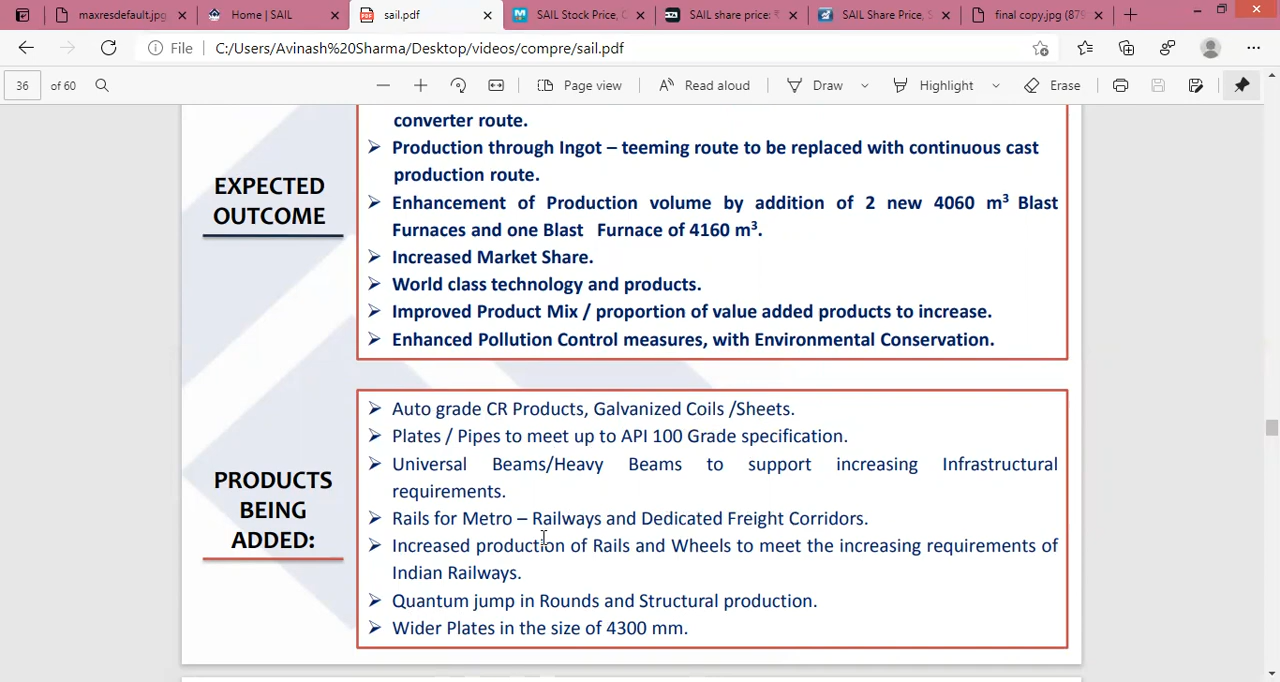 maxresdefault.jpg
Home | SAIL
sail.pdf
SAIL Stock Price,
SAIL share price:
SAIL Share Price,
final copy.jpg (879
File
C:/Users/Avinash%20Sharma/Desktop/videos/compre/sail.pdf
36 of 60
Page view
Read aloud
Draw
Highlight
Erase
converter route.
➢ Production through Ingot – teeming route to be replaced with continuous cast
production route.
EXPECTED
OUTCOME
➢ Enhancement of Production volume by addition of 2 new 4060 m³ Blast
Furnaces and one Blast Furnace of 4160 m³.
➢ Increased Market Share.
➢ World class technology and products.
➢ Improved Product Mix / proportion of value added products to increase.
➢ Enhanced Pollution Control measures, with Environmental Conservation.
PRODUCTS
BEING
ADDED:
➢ Auto grade CR Products, Galvanized Coils /Sheets.
➢ Plates / Pipes to meet up to API 100 Grade specification.
➢ Universal Beams/Heavy Beams to support increasing Infrastructural
requirements.
➢ Rails for Metro – Railways and Dedicated Freight Corridors.
➢ Increased production of Rails and Wheels to meet the increasing requirements of
Indian Railways.
➢ Quantum jump in Rounds and Structural production.
➢ Wider Plates in the size of 4300 mm.